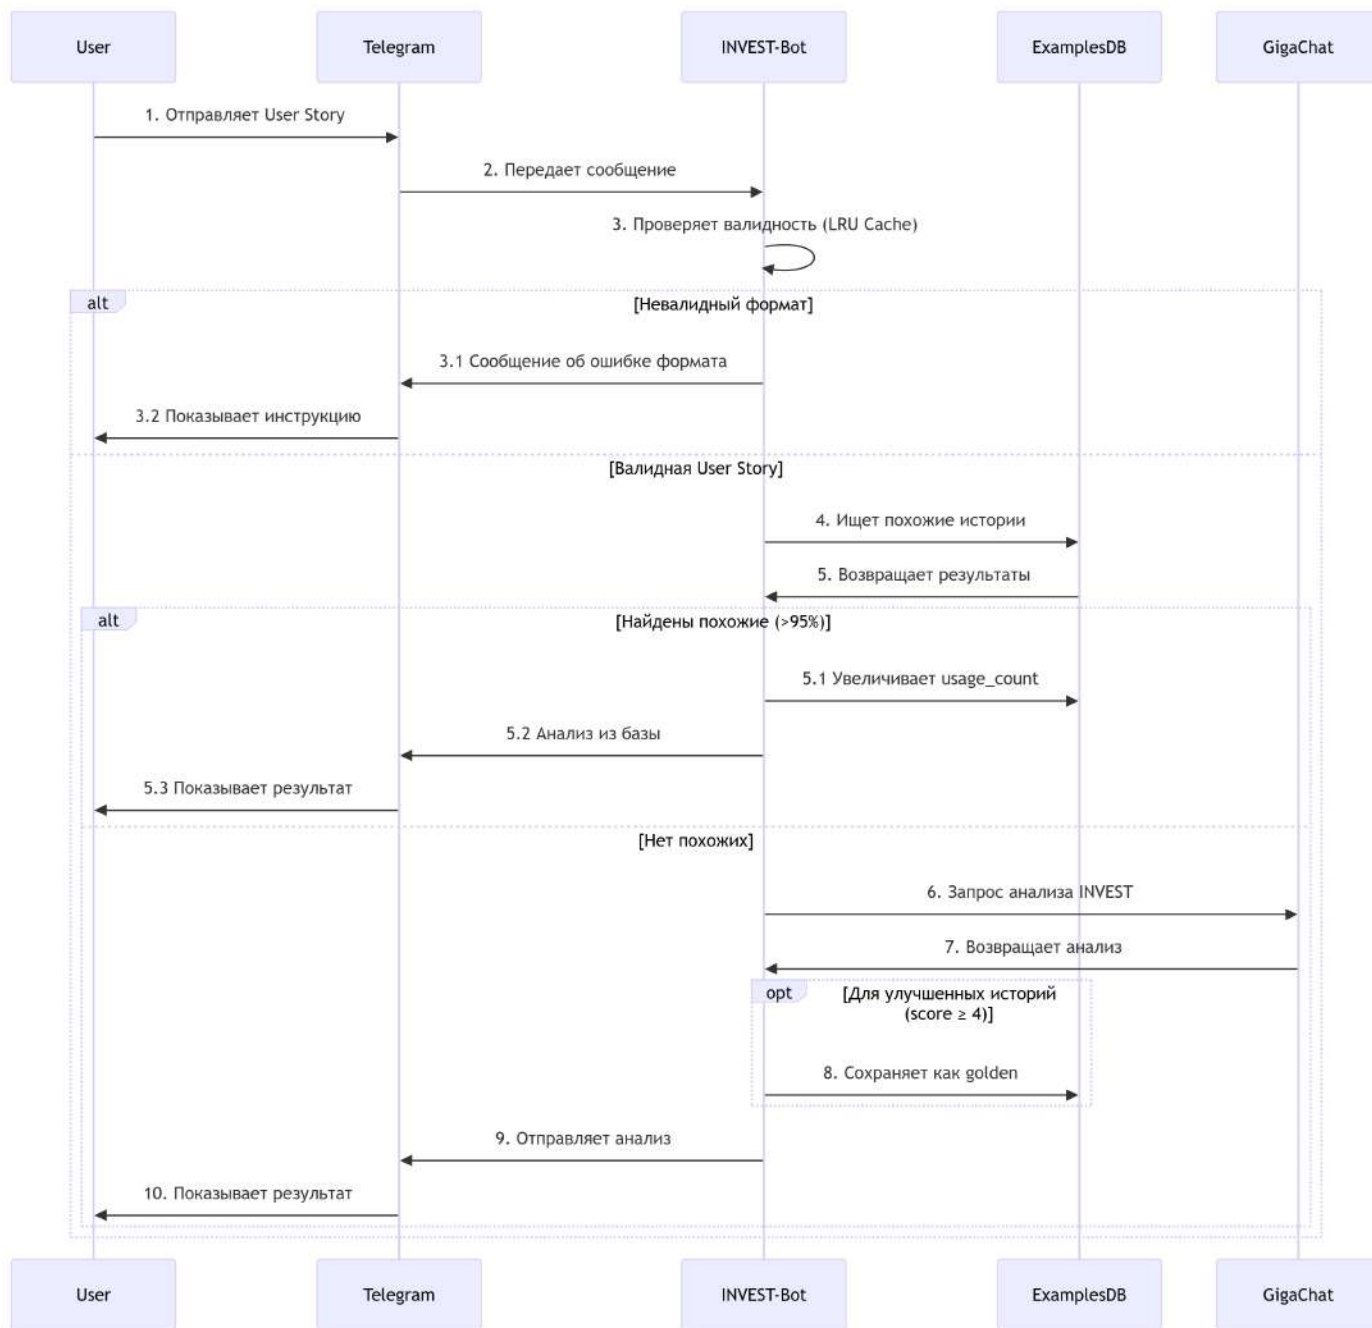 User
Telegram
INVEST-Bot
ExamplesDB
GigaChat
1. Отправляет User Story
2. Передает сообщение
3. Проверяет валидность (LRU Cache)
alt
[Невалидный формат]
3.1 Сообщение об ошибке формата
3.2 Показывает инструкцию
[Валидная User Story]
4. Ищет похожие истории
5. Возвращает результаты
alt
[Найдены похожие (>95%)]
5.1 Увеличивает usage_count
5.2 Анализ из базы
5.3 Показывает результат
[Нет похожих]
6. Запрос анализа INVEST
7. Возвращает анализ
opt
[Для улучшенных историй
(score ≥ 4)]
8. Сохраняет как golden
9. Отправляет анализ
10. Показывает результат
User
Telegram
INVEST-Bot
ExamplesDB
GigaChat